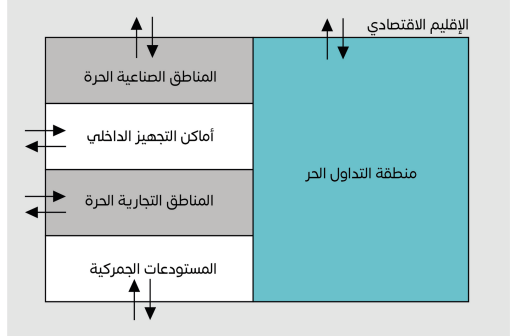 الإقليم الاقتصادي
المناطق الصناعية الحرة
أماكن التجهيز الداخلي
منطقة التداول الحر
المناطق التجارية الحرة
المستودعات الجمركية